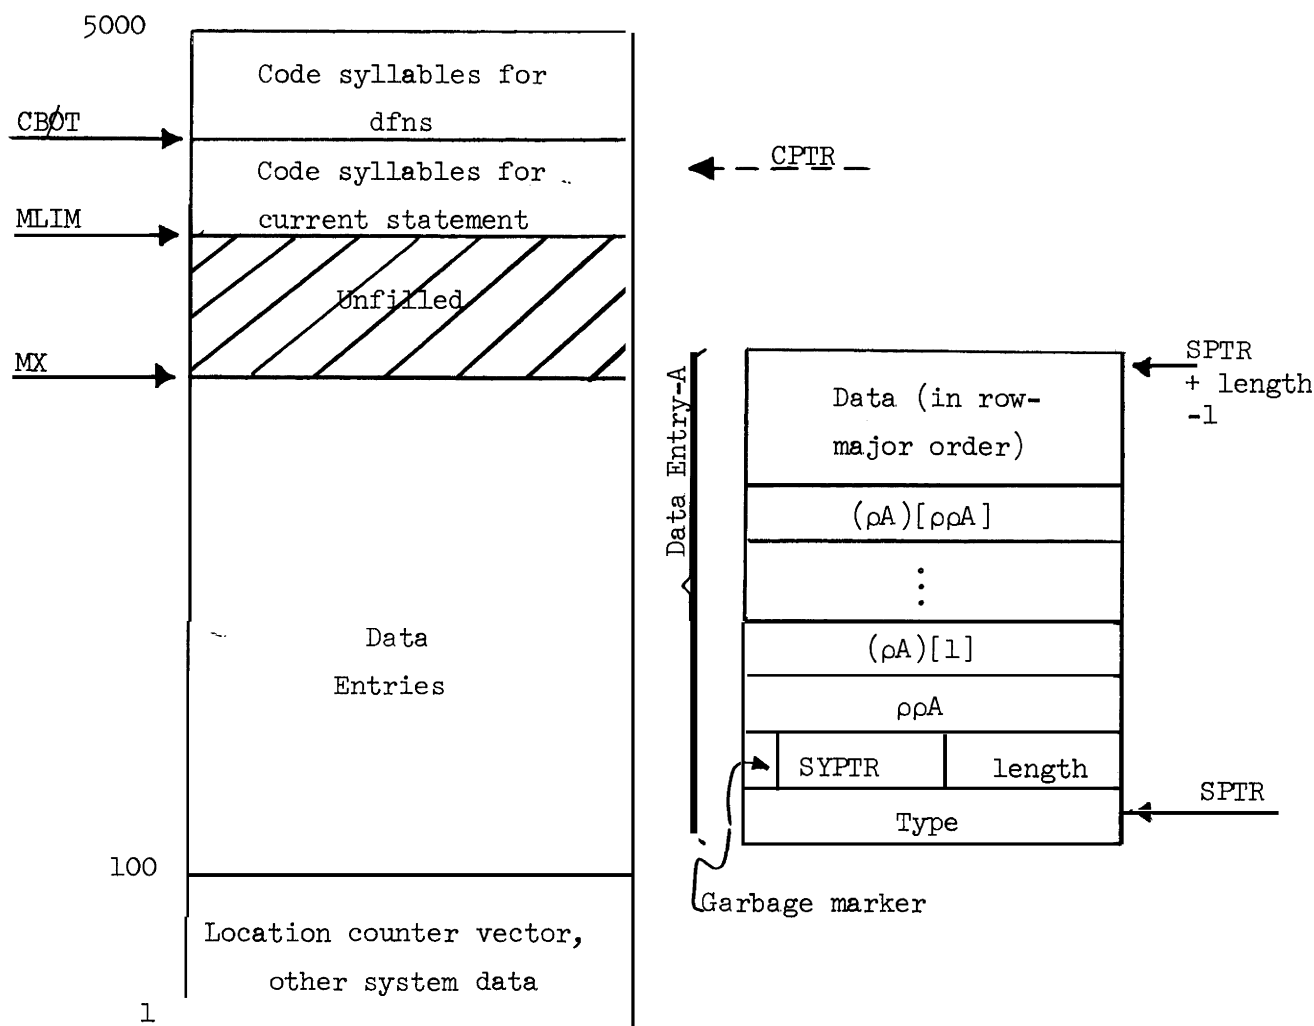 5000
Code syllables for
dfns
CBØT
Code syllables for
current statement
CPTR
MLIM
Unfilled
MX
Data Entry-A
SPTR
+ length
-1
Data (in row-
major order)
(ρA)[ρρA]
⋮
(ρA)[1]
ρρA
SYPTR
length
SPTR
Type
Garbage marker
Data
Entries
100
Location counter vector,
other system data
1